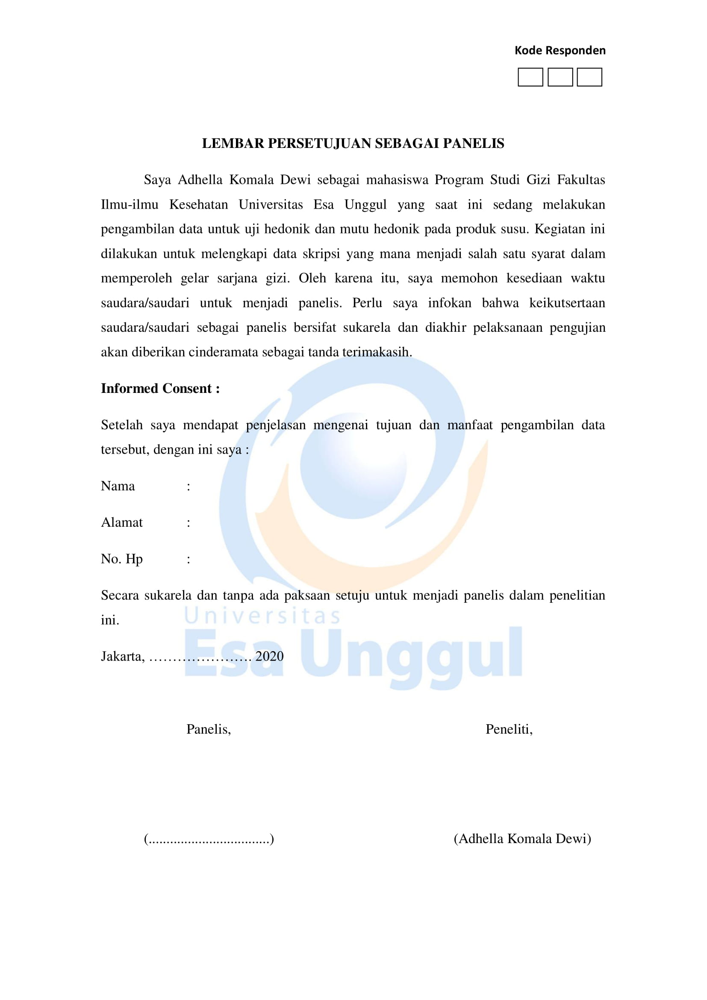 Kode Responden
LEMBAR PERSETUJUAN SEBAGAI PANELIS
Saya Adhella Komala Dewi sebagai mahasiswa Program Studi Gizi Fakultas
Ilmu-ilmu Kesehatan Universitas Esa Unggul yang saat ini sedang melakukan
pengambilan data untuk uji hedonik dan mutu hedonik pada produk susu. Kegiatan ini
dilakukan untuk melengkapi data skripsi yang mana menjadi salah satu syarat dalam
memperoleh gelar sarjana gizi. Oleh karena itu, saya memohon kesediaan waktu
saudara/saudari untuk menjadi panelis. Perlu saya infokan bahwa keikutsertaan
saudara/saudari sebagai panelis bersifat sukarela dan diakhir pelaksanaan pengujian
akan diberikan cinderamata sebagai tanda terimakasih.
Informed Consent :
Setelah saya mendapat penjelasan mengenai tujuan dan manfaat pengambilan data
tersebut, dengan ini saya :
Nama :
Alamat :
No. Hp :
Secara sukarela dan tanpa ada paksaan setuju untuk menjadi panelis dalam penelitian
ini.
Universitas
Esa Unggul
Jakarta, …………………. 2020
Panelis, Peneliti,
(.................................) (Adhella Komala Dewi)